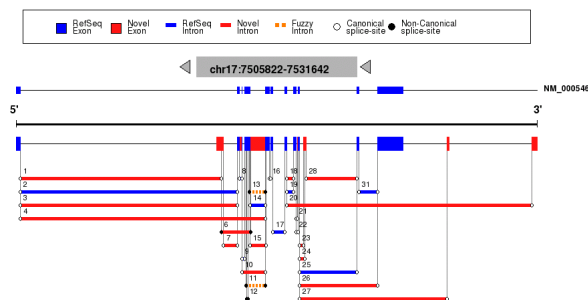 RefSeq Exon
Novel Exon
RefSeq Intron
Novel Intron
Fuzzy Intron
Canonical splice-site
Non-Canonical splice-site
chr17:7505822-7531642
NM_000546
5' 3'
1 8 16 18 28
2 13 19 31
3 14 20
4 21
6 17 22
7 15 23
9 24
10 25
11 26
12 27